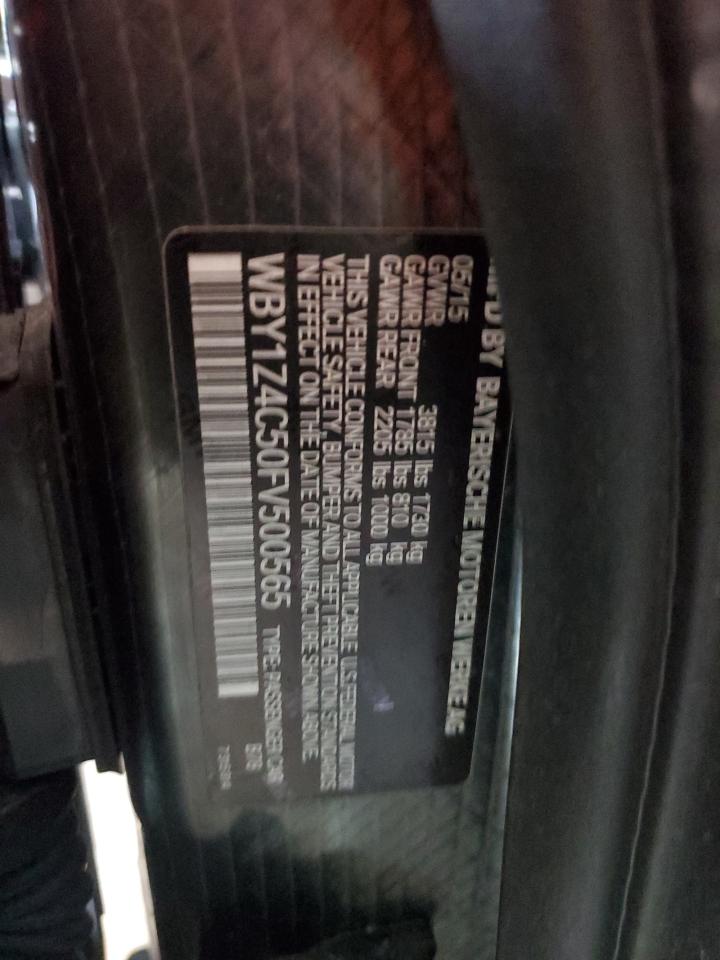 BY BAYERISCHE MOTOREN WERKE AG
05/15
GVWR 3815 lbs 1730 kg
GAWR FRONT 1785 lbs 810 kg
GAWR REAR 2205 lbs 1000 kg
THIS VEHICLE CONFORMS TO ALL APPLICABLE U.S. FEDERAL MOTOR
VEHICLE SAFETY, BUMPER, AND THEFT PREVENTION STANDARDS
IN EFFECT ON THE DATE OF MANUFACTURE SHOWN ABOVE.
WBY1Z4C50FV500565 TYPE: PASSENGER CAR